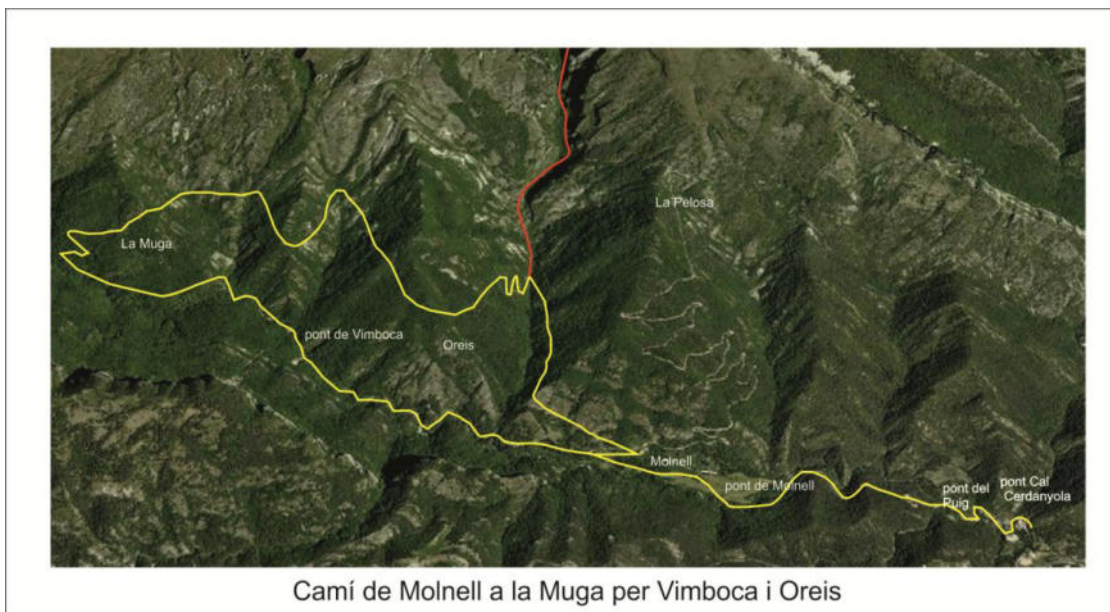 La Pelosa
La Muga
pont de Vimboca
Oreis
Molnell
pont de Molnell
pont del
Puig
pont Cal
Cerdanyola
Camí de Molnell a la Muga per Vimboca i Oreis